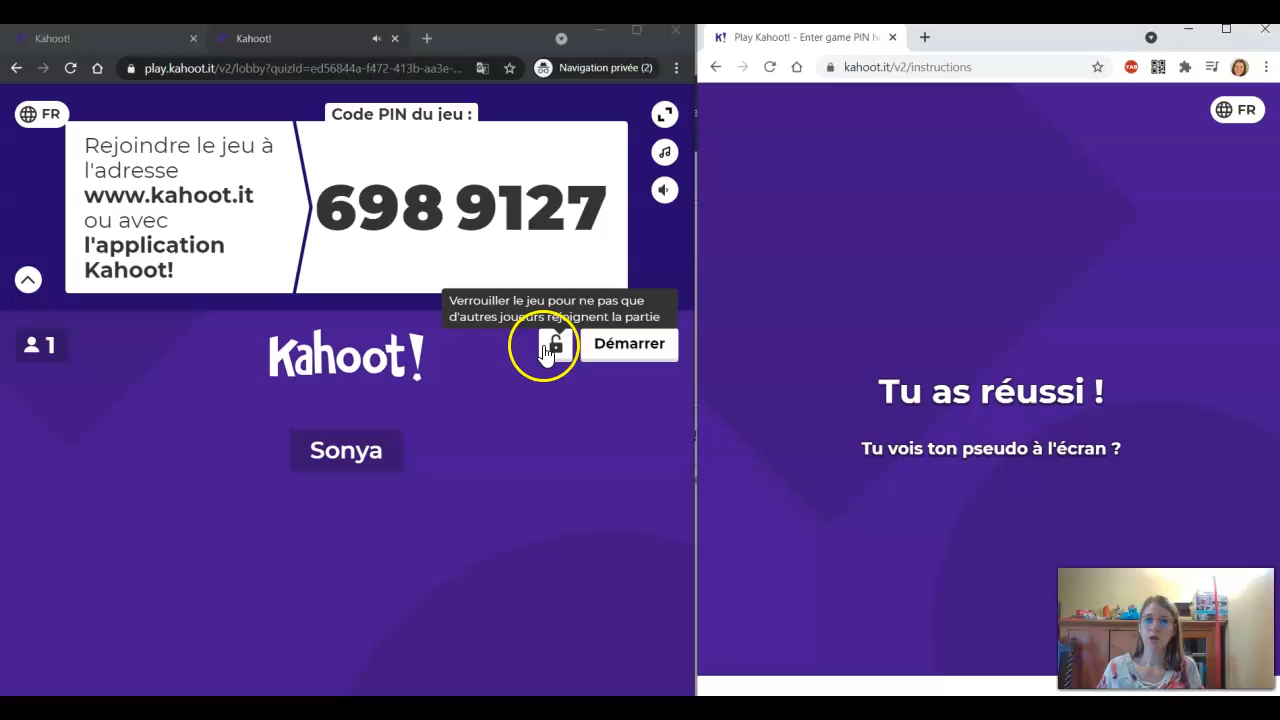 Kahoot!
Kahoot!
play.kahoot.it/v2/lobby?quizId=ed56844a-f472-413b-aa3e-...
Navigation privée (2)
FR
Code PIN du jeu :
Rejoindre le jeu à
l'adresse
www.kahoot.it
ou avec
l'application
Kahoot!
698 9127
Verrouiller le jeu pour ne pas que
d'autres joueurs rejoignent la partie
1
Kahoot!
Démarrer
Sonya
K! Play Kahoot! - Enter game PIN h
kahoot.it/v2/instructions
FR
Tu as réussi !
Tu vois ton pseudo à l'écran ?